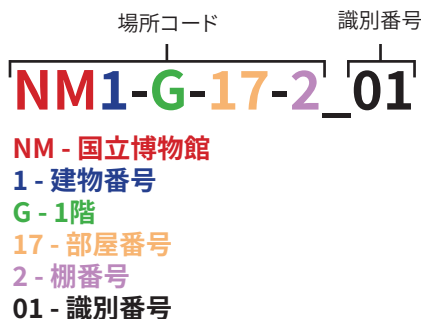 場所コード
識別番号
NM1-G-17-2_01
NM - 国立博物館
1 - 建物番号
G - 1階
17 - 部屋番号
2 - 棚番号
01 - 識別番号